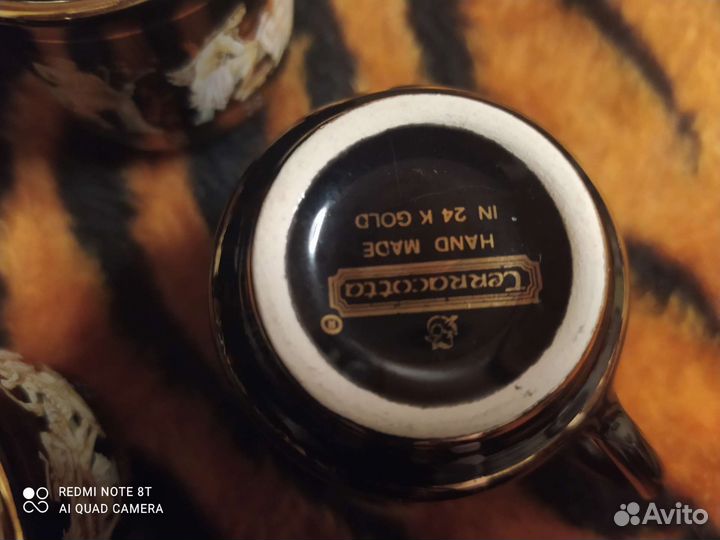 Terracotta
®
HAND MADE
IN 24 K GOLD
REDMI NOTE 8T
AI QUAD CAMERA
Avito